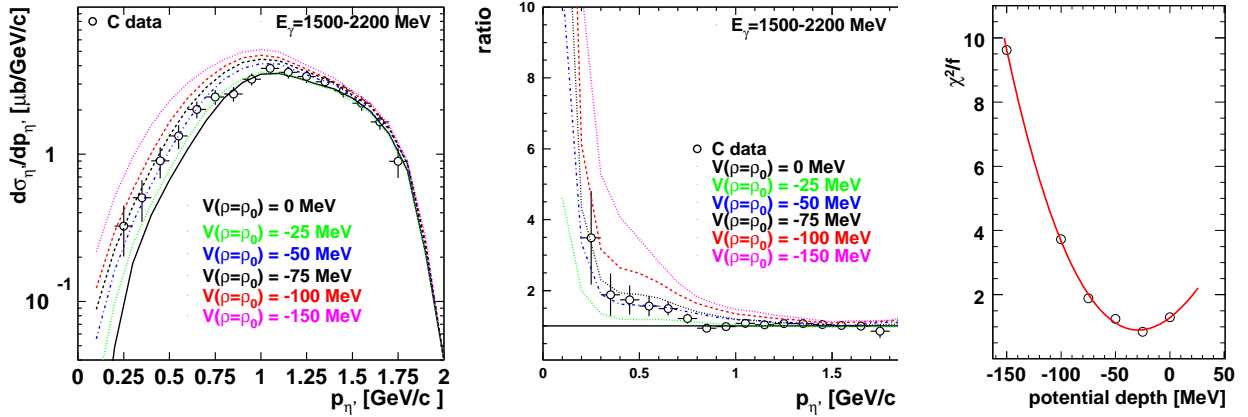 C data
E_γ=1500-2200 MeV
dσ_η'/dp_η' [μb/GeV/c]
1
10⁻¹
V(ρ=ρ₀) = 0 MeV
V(ρ=ρ₀) = -25 MeV
V(ρ=ρ₀) = -50 MeV
V(ρ=ρ₀) = -75 MeV
V(ρ=ρ₀) = -100 MeV
V(ρ=ρ₀) = -150 MeV
0 0.25 0.5 0.75 1 1.25 1.5 1.75 2
p_η' [GeV/c ]
ratio
E_γ=1500-2200 MeV
10
8
6
4
2
C data
V(ρ=ρ₀) = 0 MeV
V(ρ=ρ₀) = -25 MeV
V(ρ=ρ₀) = -50 MeV
V(ρ=ρ₀) = -75 MeV
V(ρ=ρ₀) = -100 MeV
V(ρ=ρ₀) = -150 MeV
0 0.5 1 1.5
p_η' [GeV/c
χ²/f
10
8
6
4
2
0
-150 -100 -50 0 50
potential depth [MeV]